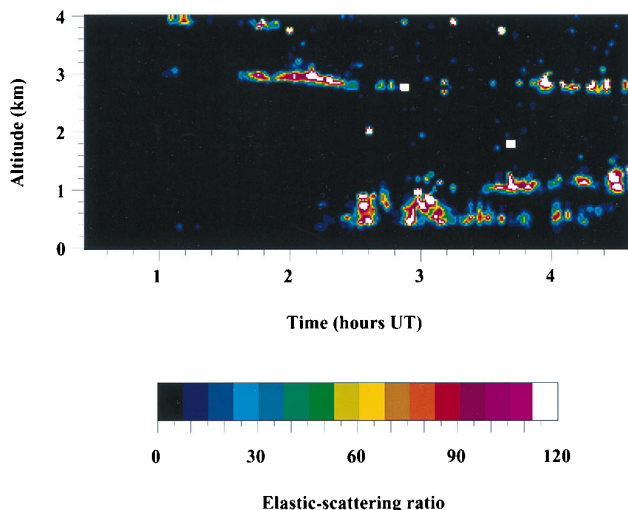 4
3
2
1
0
Altitude (km)
1 2 3 4
Time (hours UT)
0 30 60 90 120
Elastic-scattering ratio